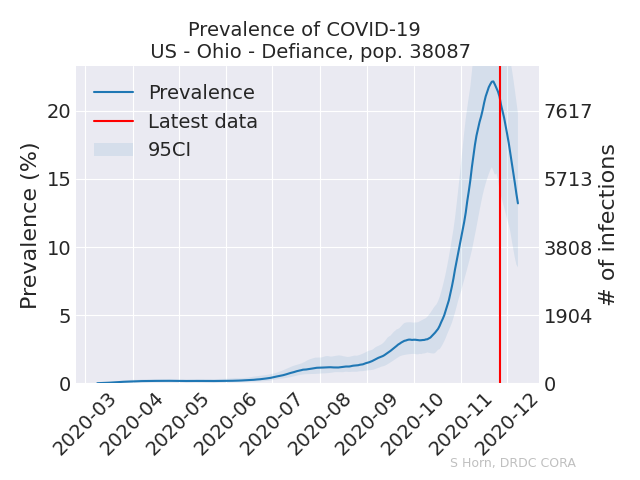 Prevalence of COVID-19
US - Ohio - Defiance, pop. 38087
Prevalence
Latest data
95CI
Prevalence (%)
20
15
10
5
0
7617
5713
3808
1904
0
# of infections
2020-03
2020-04
2020-05
2020-06
2020-07
2020-08
2020-09
2020-10
2020-11
2020-12
S Horn, DRDC CORA